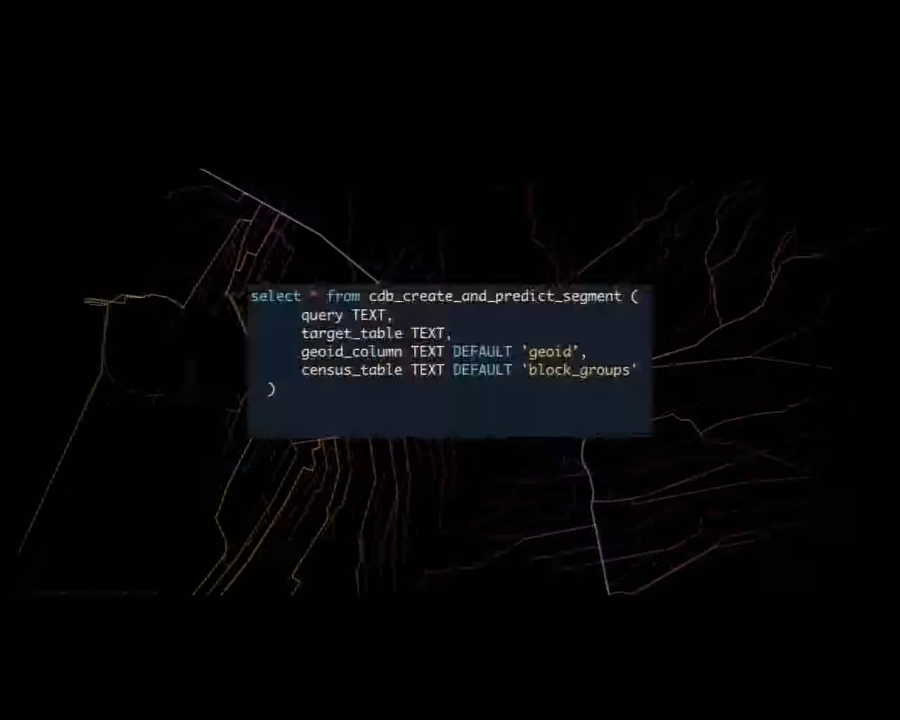 select * from cdb_create_and_predict_segment (
query TEXT,
target_table TEXT,
geoid_column TEXT DEFAULT 'geoid',
census_table TEXT DEFAULT 'block_groups'
)